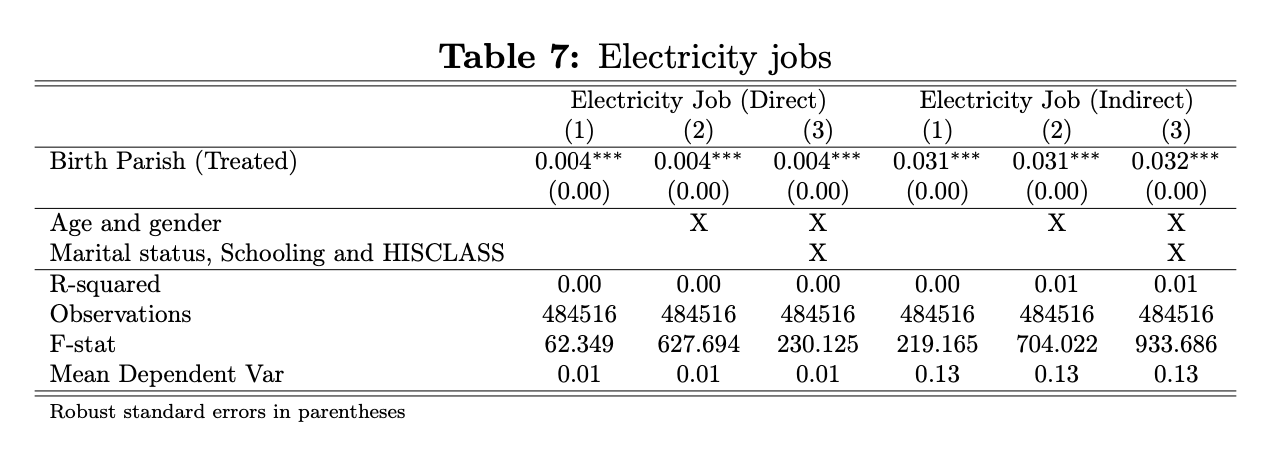 Table 7: Electricity jobs
Electricity Job (Direct) Electricity Job (Indirect)
(1) (2) (3) (1) (2) (3)
Birth Parish (Treated) 0.004*** 0.004*** 0.004*** 0.031*** 0.031*** 0.032***
(0.00) (0.00) (0.00) (0.00) (0.00) (0.00)
Age and gender X X X X
Marital status, Schooling and HISCLASS X X
R-squared 0.00 0.00 0.00 0.00 0.01 0.01
Observations 484516 484516 484516 484516 484516 484516
F-stat 62.349 627.694 230.125 219.165 704.022 933.686
Mean Dependent Var 0.01 0.01 0.01 0.13 0.13 0.13
Robust standard errors in parentheses